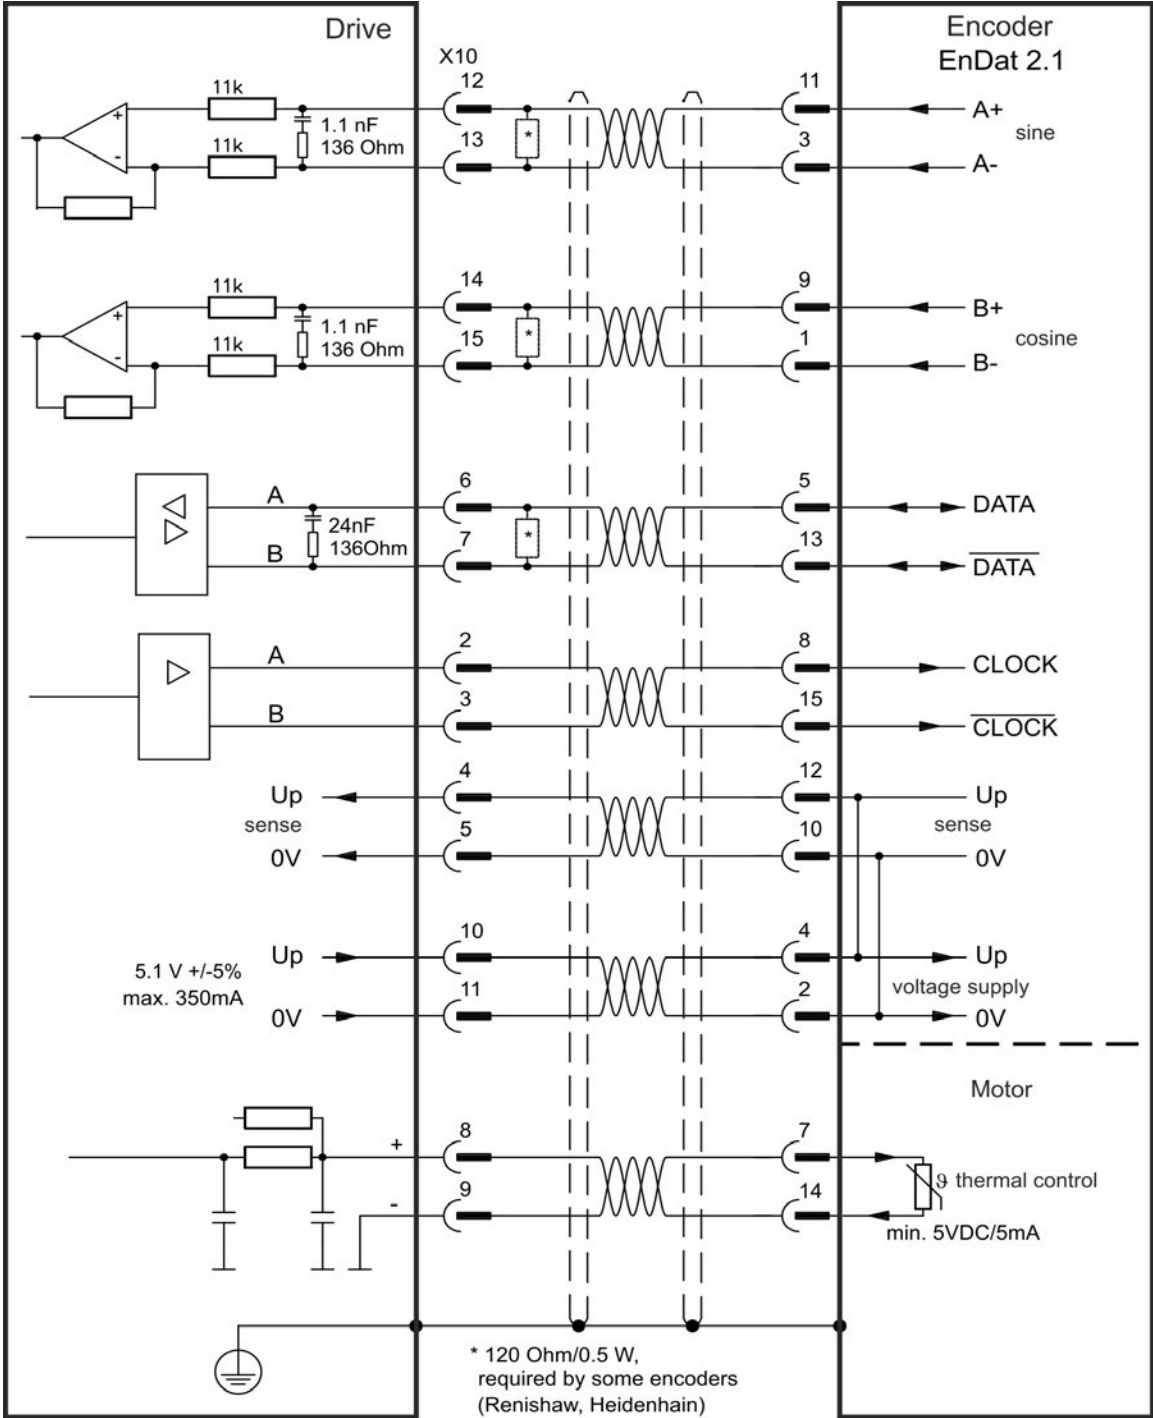 Drive
X10
Encoder
EnDat 2.1
11k
12
11
A+
1.1 nF
136 Ohm
sine
+
-
11k
13
*
3
A-
11k
14
9
B+
1.1 nF
136 Ohm
cosine
+
-
11k
15
*
1
B-
A
6
5
DATA
24nF
136Ohm
*
B
7
13
DATA
A
2
8
CLOCK
B
3
15
CLOCK
Up
4
12
Up
sense
sense
0V
5
10
0V
Up
10
4
Up
5.1 V +/-5%
max. 350mA
voltage supply
0V
11
2
0V
Motor
+
8
7
ϑ thermal control
-
9
14
min. 5VDC/5mA
* 120 Ohm/0.5 W,
required by some encoders
(Renishaw, Heidenhain)